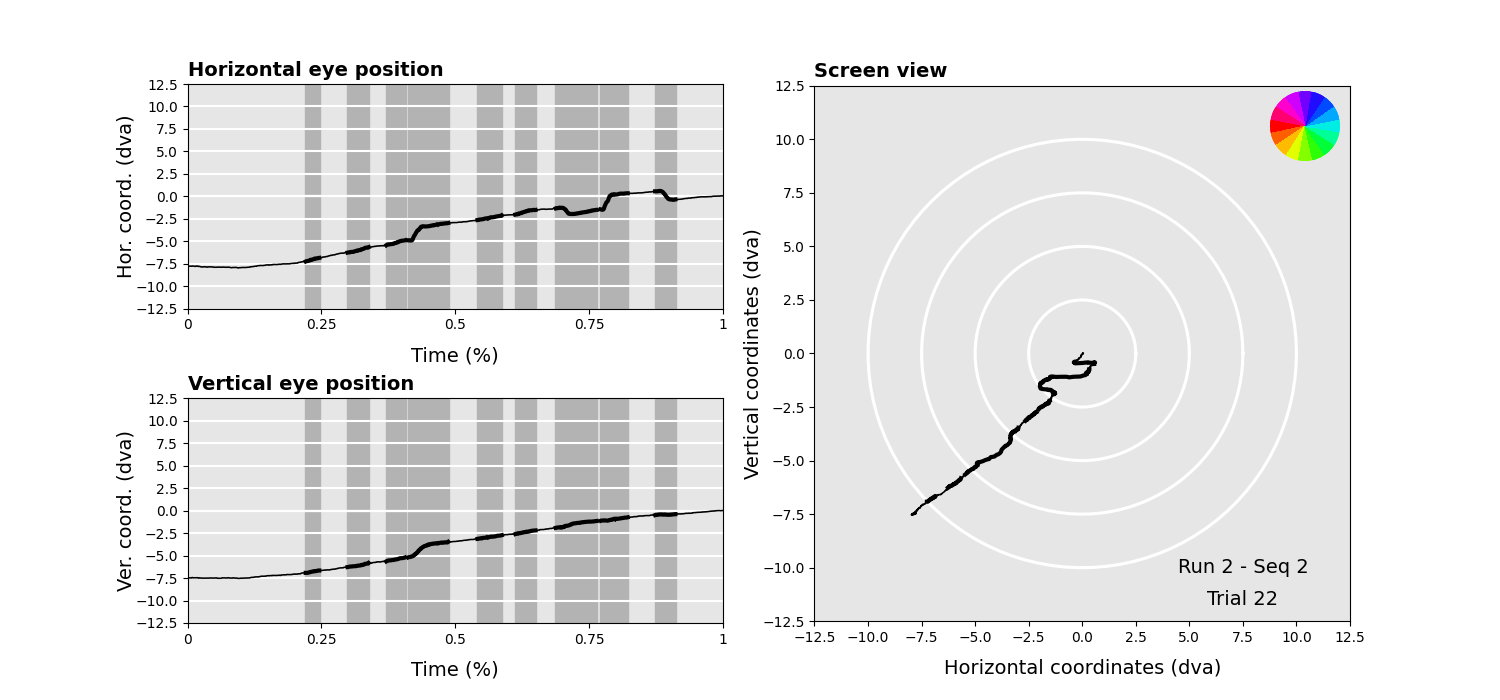 Horizontal eye position
Hor. coord. (dva)
12.5
10.0
7.5
5.0
2.5
0.0
−2.5
−5.0
−7.5
−10.0
−12.5
0 0.25 0.5 0.75 1
Time (%)
Vertical eye position
Ver. coord. (dva)
12.5
10.0
7.5
5.0
2.5
0.0
−2.5
−5.0
−7.5
−10.0
−12.5
0 0.25 0.5 0.75 1
Time (%)
Screen view
Vertical coordinates (dva)
12.5
10.0
7.5
5.0
2.5
0.0
−2.5
−5.0
−7.5
−10.0
−12.5
Run 2 - Seq 2
Trial 22
−12.5 −10.0 −7.5 −5.0 −2.5 0.0 2.5 5.0 7.5 10.0 12.5
Horizontal coordinates (dva)